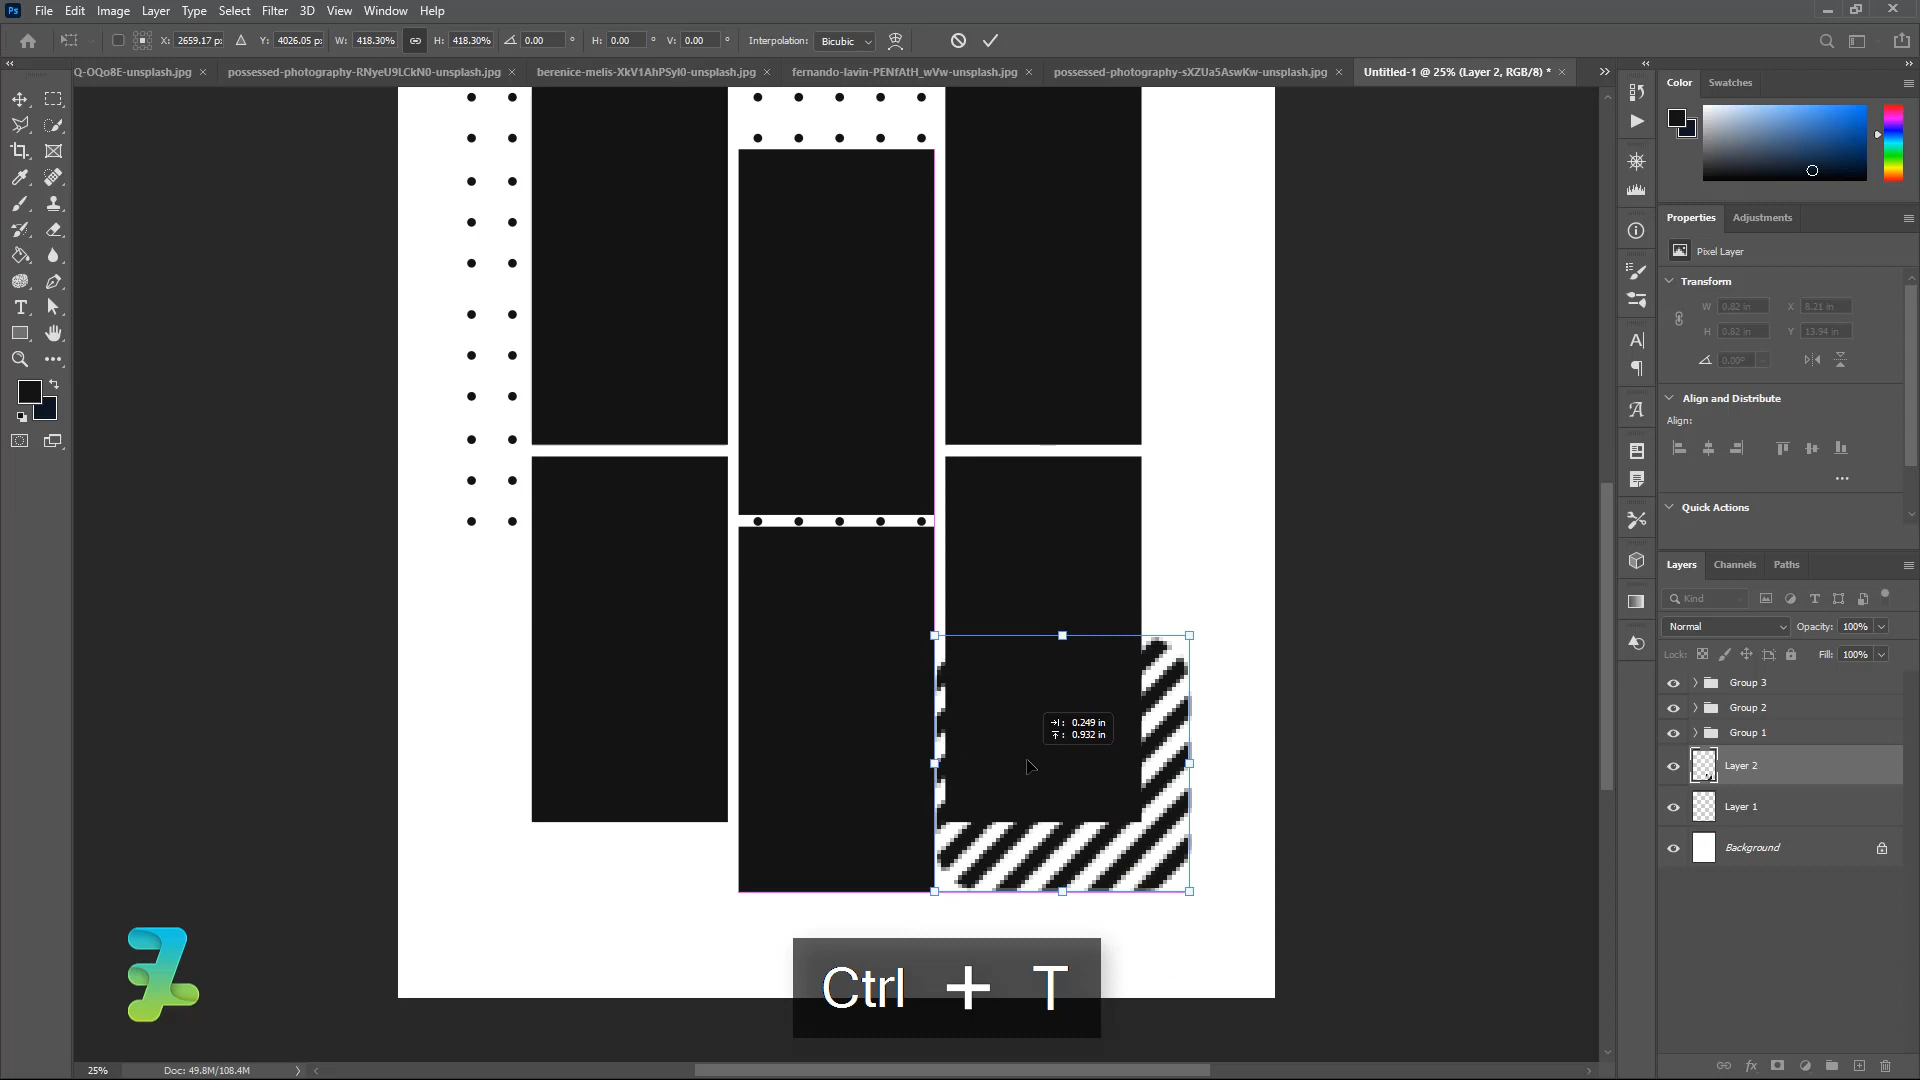 Ps File Edit Image Layer Type Select Filter 3D View Window Help
X: 2659.17 px Y: 4026.05 px W: 418.30% H: 418.30% 0.00 ° H: 0.00 ° V: 0.00 ° Interpolation: Bicubic
Q-OQo8E-unsplash.jpg × possessed-photography-RNyeU9LCkN0-unsplash.jpg × berenice-melis-XkV1AhPSyI0-unsplash.jpg × fernando-lavin-PENfAtH_wVw-unsplash.jpg × possessed-photography-sXZUa5AswKw-unsplash.jpg × Untitled-1 @ 25% (Layer 2, RGB/8) * ×
Color Swatches
Properties Adjustments
Pixel Layer
Transform
W 0.82 in X 8.21 in
H 0.82 in Y 13.94 in
0.00°
Align and Distribute
Align:
Quick Actions
Layers Channels Paths
Kind
Normal Opacity: 100%
Lock: Fill: 100%
Group 3
Group 2
Group 1
Layer 2
Layer 1
Background
0.249 in
0.932 in
Ctrl + T
25% Doc: 49.8M/108.4M